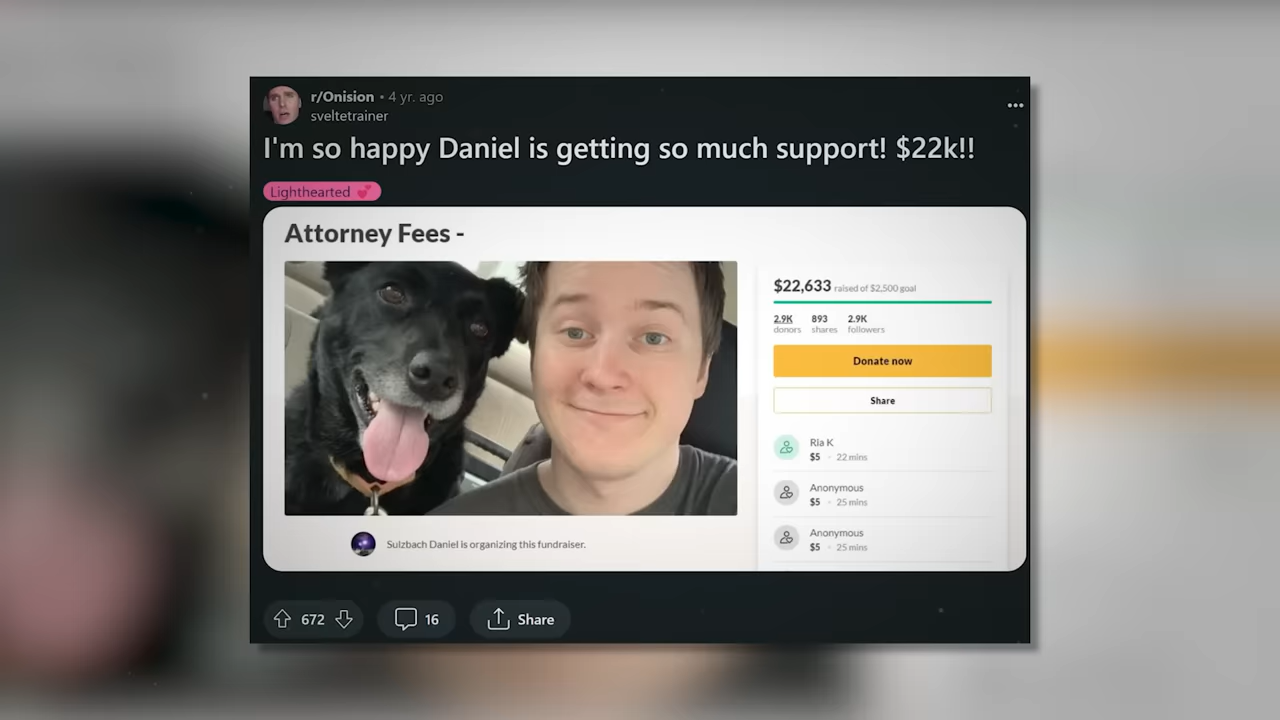 r/Onision • 4 yr. ago
sveltetrainer
I'm so happy Daniel is getting so much support! $22k!!
Lighthearted 💕
Attorney Fees -
$22,633 raised of $2,500 goal
2.9K 893 2.9K
donors shares followers
Donate now
Share
Ria K
$5 • 22 mins
Anonymous
$5 • 25 mins
Anonymous
$5 • 25 mins
Sulzbach Daniel is organizing this fundraiser.
672 16 Share